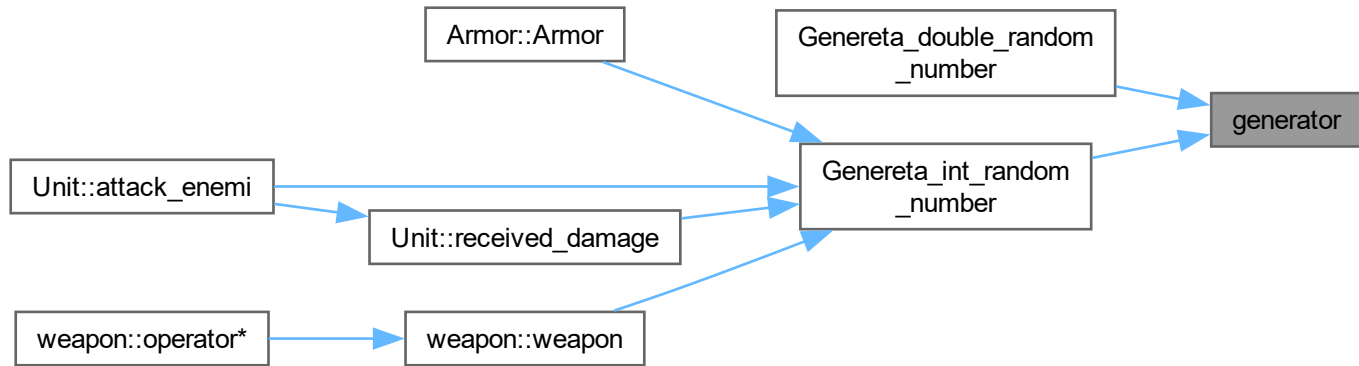 Armor::Armor
Genereta_double_random
_number
generator
Unit::attack_enemi
Genereta_int_random
_number
Unit::received_damage
weapon::operator*
weapon::weapon